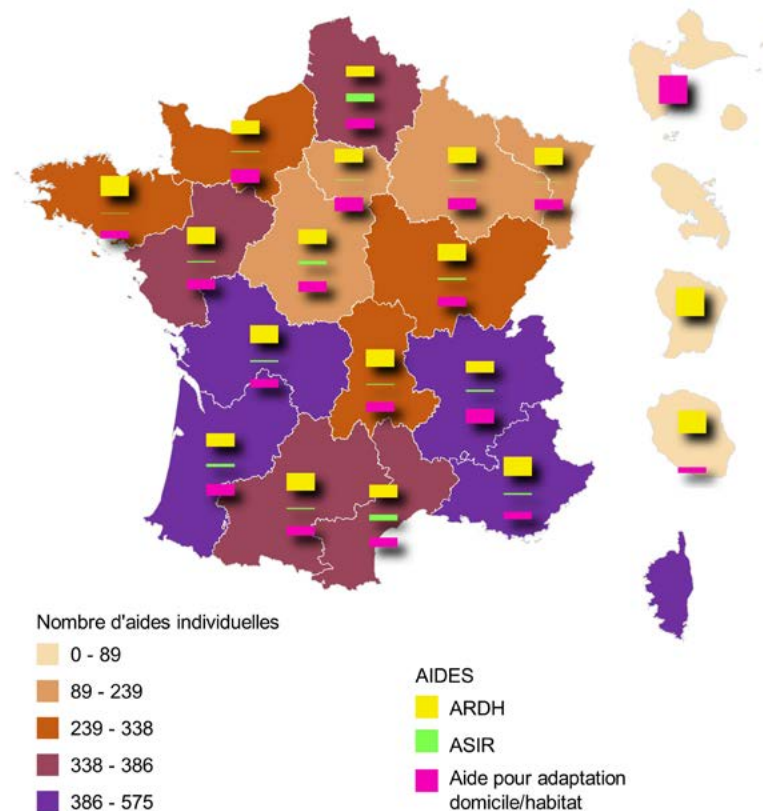 Nombre d'aides individuelles
0 - 89
89 - 239
239 - 338
338 - 386
386 - 575
AIDES
ARDH
ASIR
Aide pour adaptation
domicile/habitat